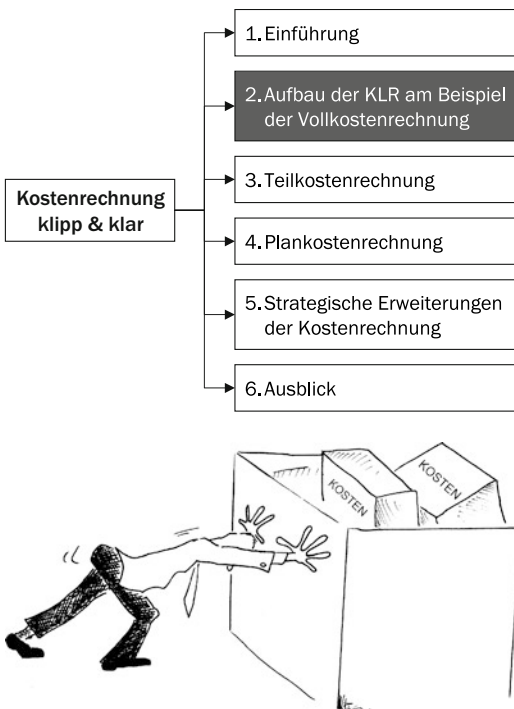 1. Einführung
2. Aufbau der KLR am Beispiel
der Vollkostenrechnung
3. Teilkostenrechnung
Kostenrechnung
klipp & klar
4. Plankostenrechnung
5. Strategische Erweiterungen
der Kostenrechnung
6. Ausblick
KOSTEN
KOSTEN